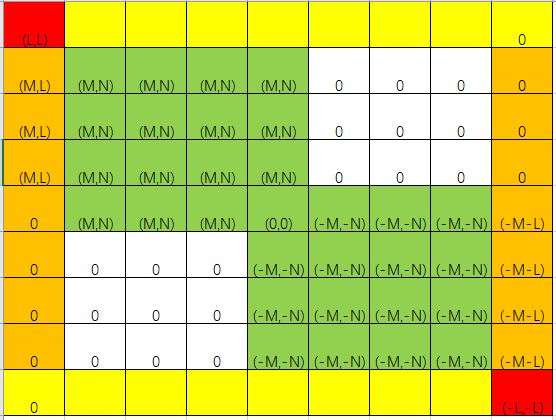 (L,L) 0
(M,L) (M,N) (M,N) (M,N) (M,N) 0 0 0 0
(M,L) (M,N) (M,N) (M,N) (M,N) 0 0 0 0
(M,L) (M,N) (M,N) (M,N) (M,N) 0 0 0 0
0 (M,N) (M,N) (M,N) (0,0) (-M,-N) (-M,-N) (-M,-N) (-M-L)
0 0 0 0 (-M,-N) (-M,-N) (-M,-N) (-M,-N) (-M-L)
0 0 0 0 (-M,-N) (-M,-N) (-M,-N) (-M,-N) (-M-L)
0 0 0 0 (-M,-N) (-M,-N) (-M,-N) (-M,-N) (-M-L)
0 (-L,-L)